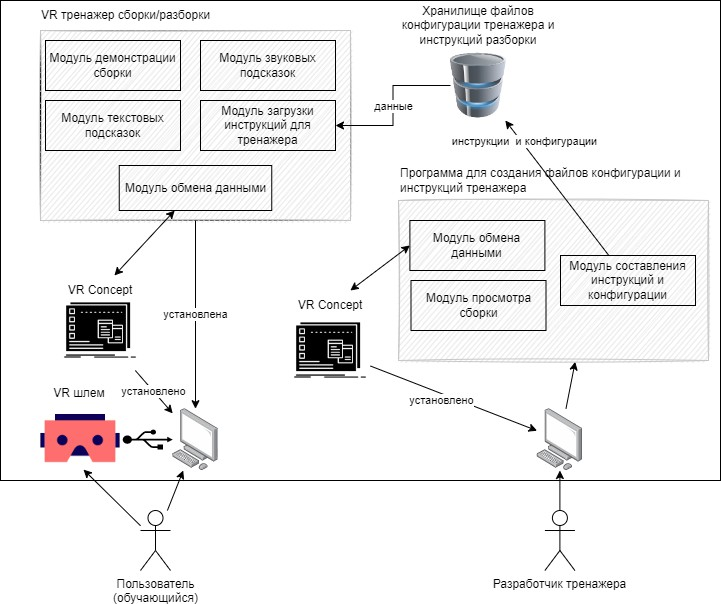 VR тренажер сборки/разборки
Модуль демонстрации
сборки
Модуль звуковых
подсказок
Модуль текстовых
подсказок
Модуль загрузки
инструкций для
тренажера
Модуль обмена данными
Хранилище файлов
конфигурации тренажера и
инструкций разборки
данные
инструкции и конфигурации
Программа для создания файлов конфигурации и
инструкций тренажера
Модуль обмена
данными
Модуль просмотра
сборки
Модуль составления
инструкций и
конфигурации
VR Concept
установлена
VR Concept
установлено
VR шлем
установлено
Пользователь
(обучающийся)
Разработчик тренажера